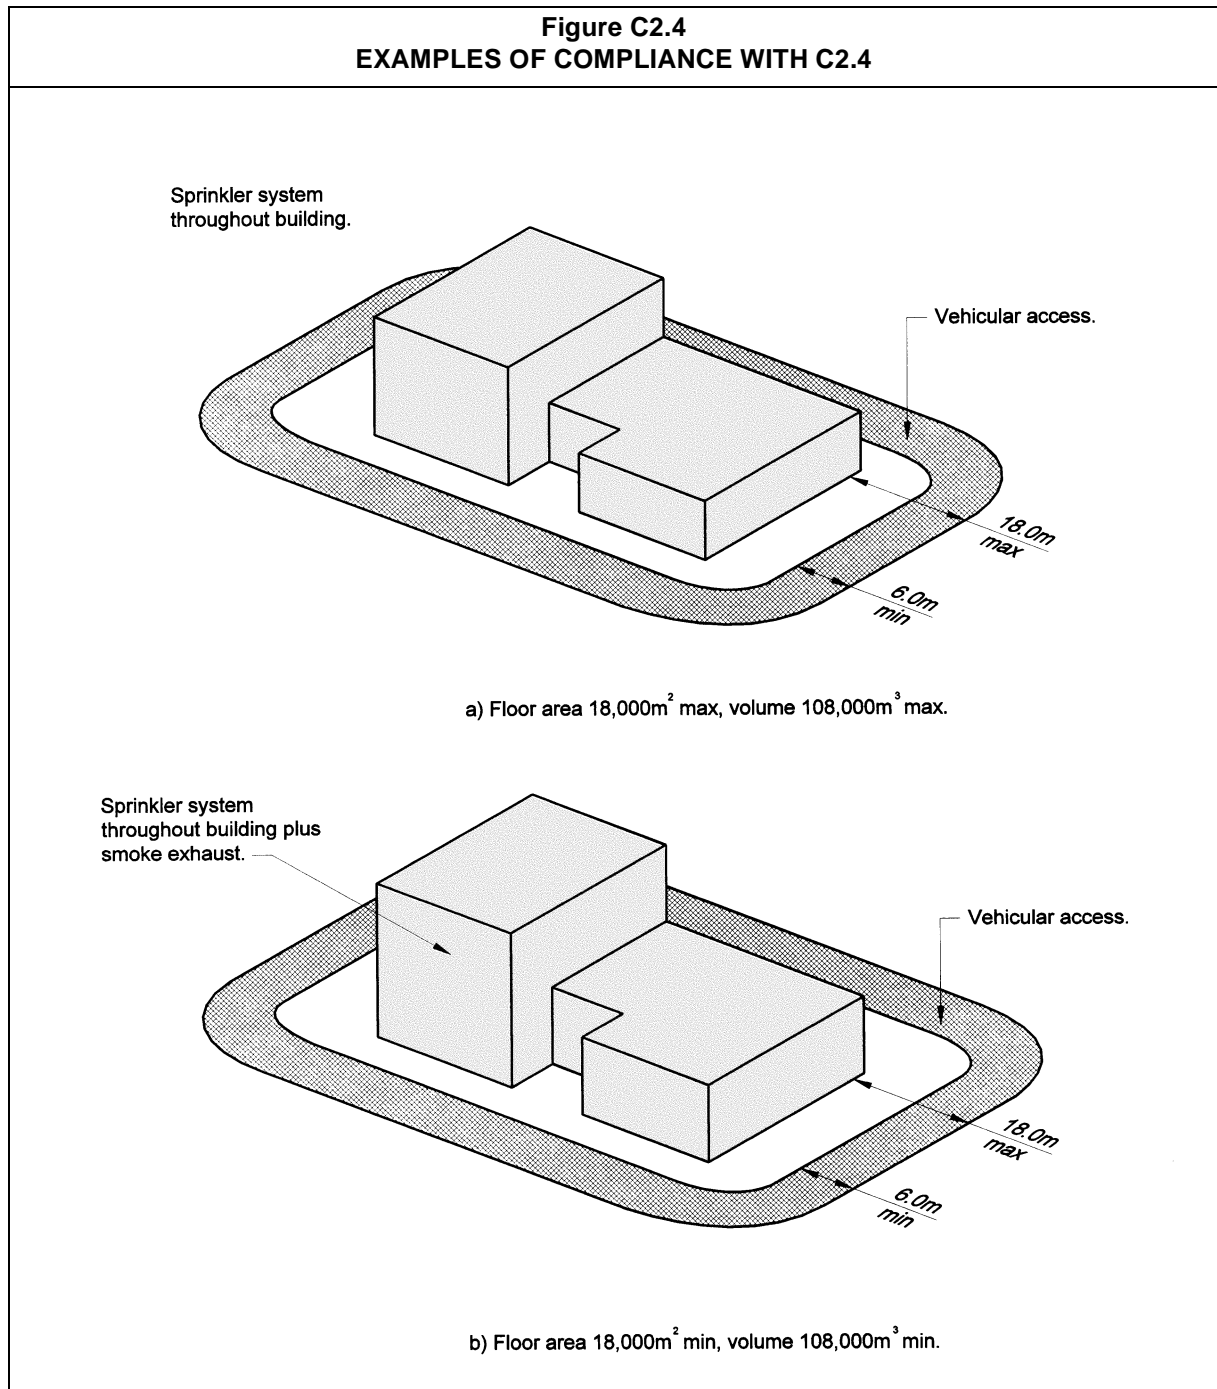 Figure C2.4
EXAMPLES OF COMPLIANCE WITH C2.4
Sprinkler system
throughout building.
Vehicular access.
18.0m
max
6.0m
min
a) Floor area 18,000m² max, volume 108,000m³ max.
Sprinkler system
throughout building plus
smoke exhaust.
Vehicular access.
18.0m
max
6.0m
min
b) Floor area 18,000m² min, volume 108,000m³ min.